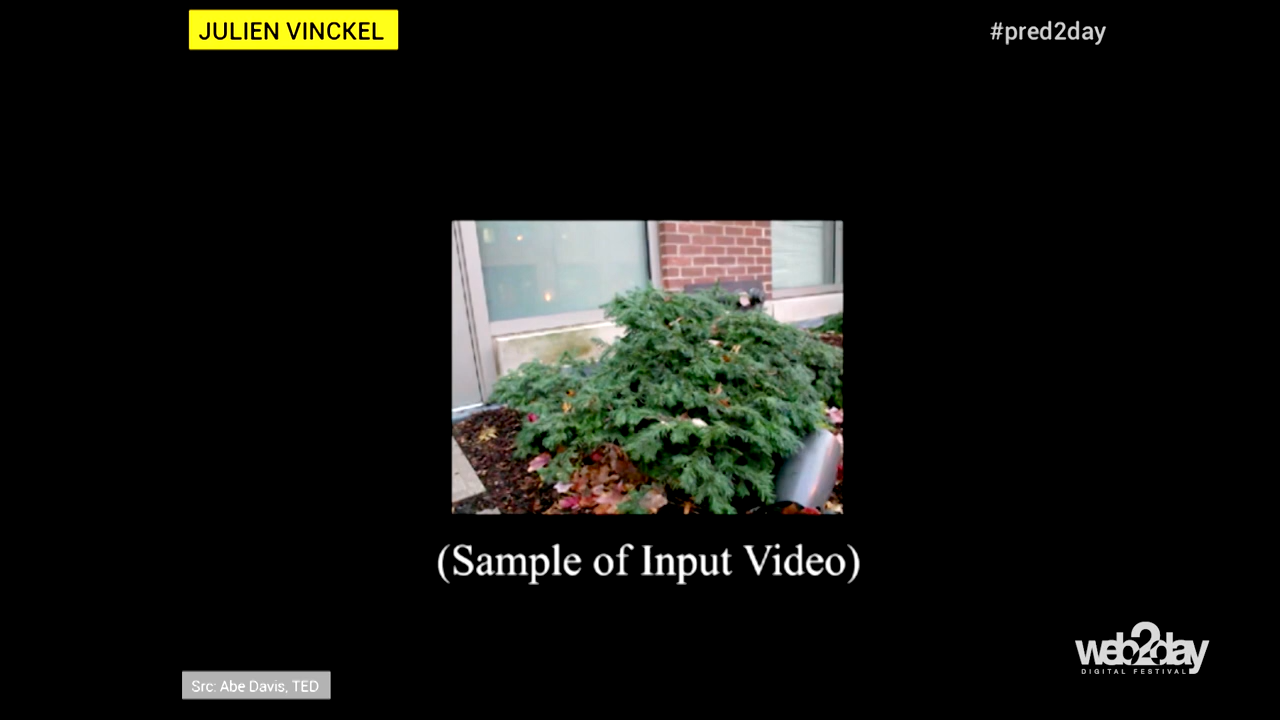 JULIEN VINCKEL
#pred2day
(Sample of Input Video)
web2day
DIGITAL FESTIVAL
Src: Abe Davis, TED